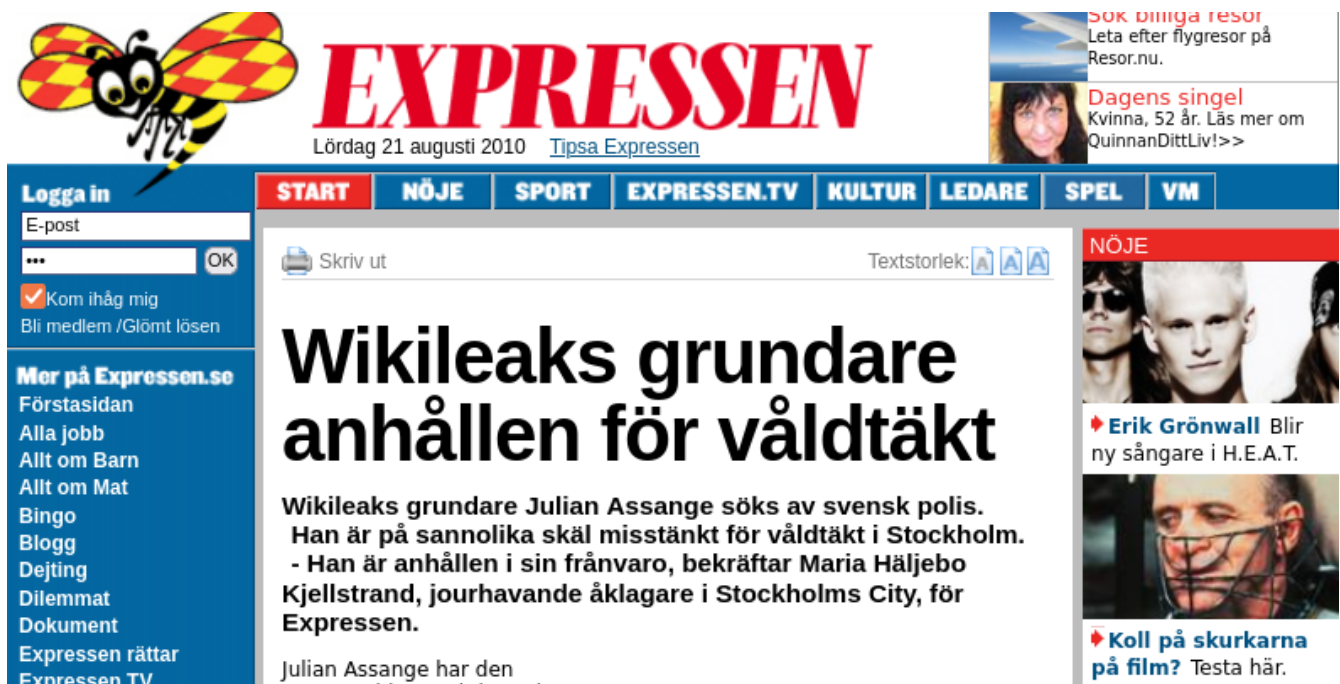 Sök billiga resor
Leta efter flygresor på
Resor.nu.
EXPRESSEN
Dagens singel
Kvinna, 52 år. Läs mer om
QuinnanDittLiv!>>
Lördag 21 augusti 2010 Tipsa Expressen
START NÖJE SPORT EXPRESSEN.TV KULTUR LEDARE SPEL VM
Logga in
E-post
•••
OK
Kom ihåg mig
Bli medlem /Glömt lösen
Mer på Expressen.se
Förstasidan
Alla jobb
Allt om Barn
Allt om Mat
Bingo
Blogg
Dejting
Dilemmat
Dokument
Expressen rättar
Expressen TV
Skriv ut
Textstorlek: A A A
Wikileaks grundare
anhållen för våldtäkt
Wikileaks grundare Julian Assange söks av svensk polis.
Han är på sannolika skäl misstänkt för våldtäkt i Stockholm.
- Han är anhållen i sin frånvaro, bekräftar Maria Häljebo
Kjellstrand, jourhavande åklagare i Stockholms City, för
Expressen.
Julian Assange har den
NÖJE
Erik Grönwall Blir
ny sångare i H.E.A.T.
Koll på skurkarna
på film? Testa här.